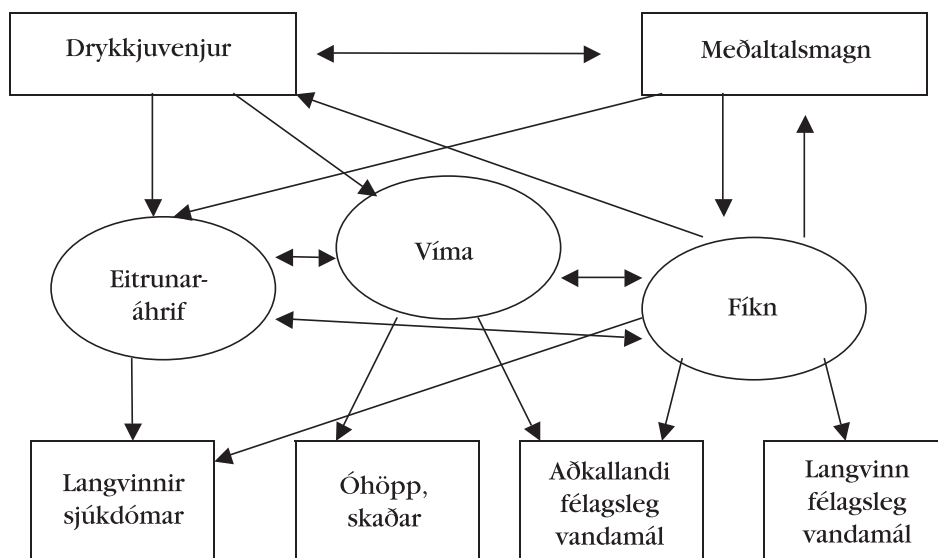 Drykkjuvenjur
Meðaltalsmagn
Víma
Eitrunar-
áhrif
Fíkn
Langvinnir
sjúkdómar
Óhöpp,
skaðar
Aðkallandi
félagsleg
vandamál
Langvinn
félagsleg
vandamál